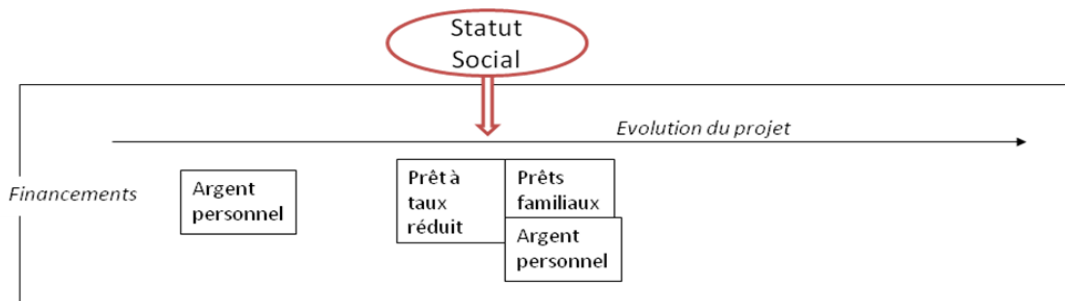 Statut
Social
Evolution du projet
Financements
Argent
personnel
Prêt à
taux
réduit
Prêts
familiaux
Argent
personnel